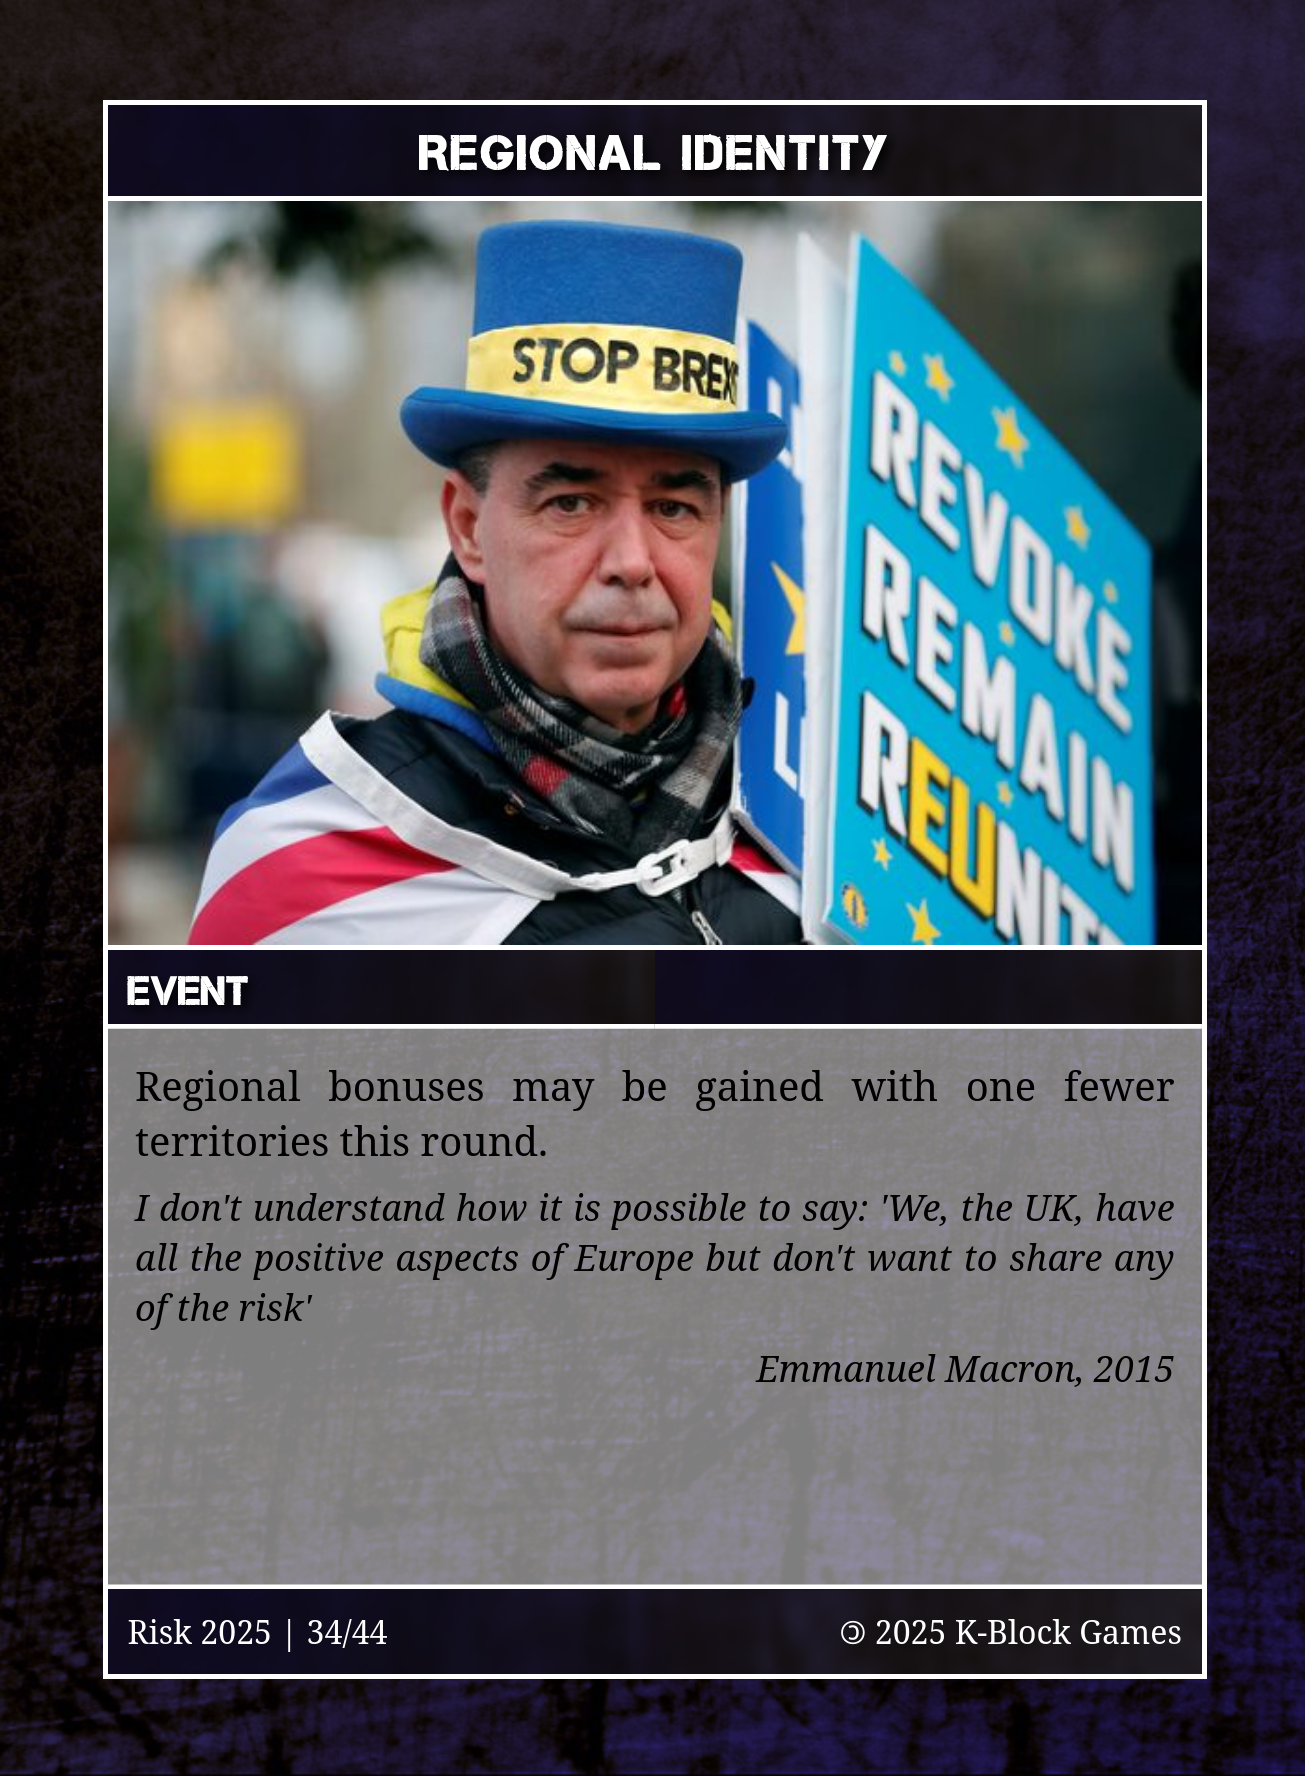 REGIONAL IDENTITY
STOP BREX
REVOKE
REMAIN
REUNITE
EVENT
Regional bonuses may be gained with one fewer
territories this round.
I don't understand how it is possible to say: 'We, the UK, have
all the positive aspects of Europe but don't want to share any
of the risk'
Emmanuel Macron, 2015
Risk 2025 | 34/44
🄯 2025 K-Block Games